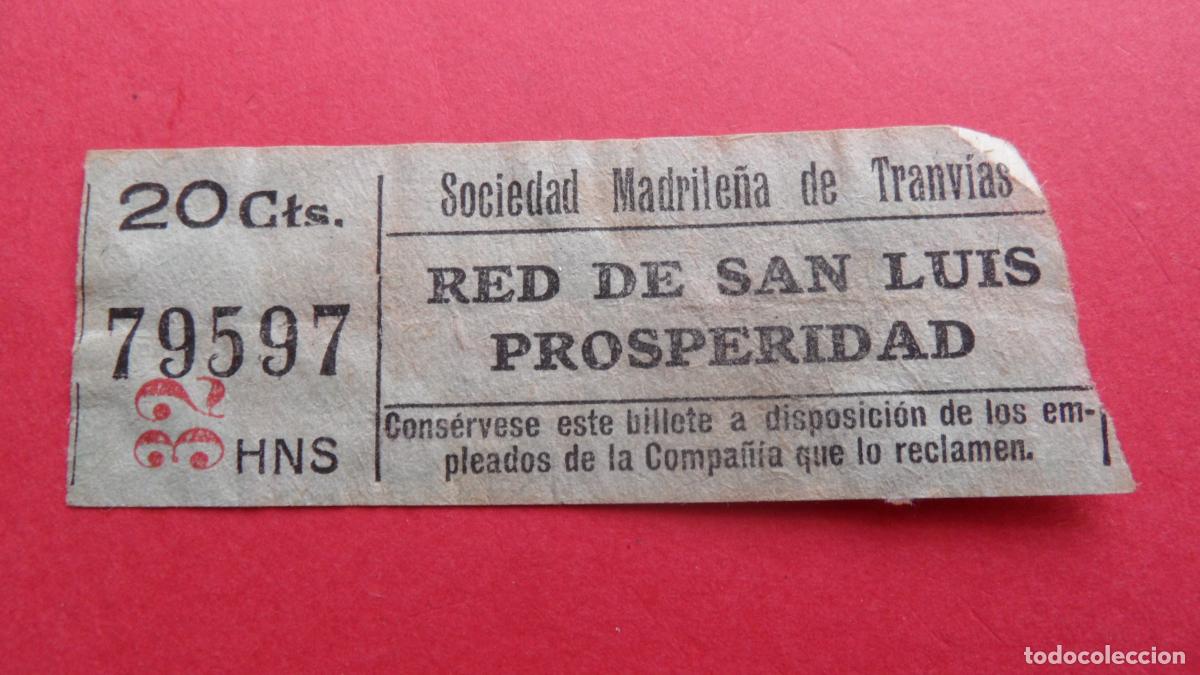 20 Cts.
79597
32
HNS
Sociedad Madrileña de Tranvías
RED DE SAN LUIS
PROSPERIDAD
Consérvese este billete a disposición de los em-
pleados de la Compañía que lo reclamen.
todocoleccion